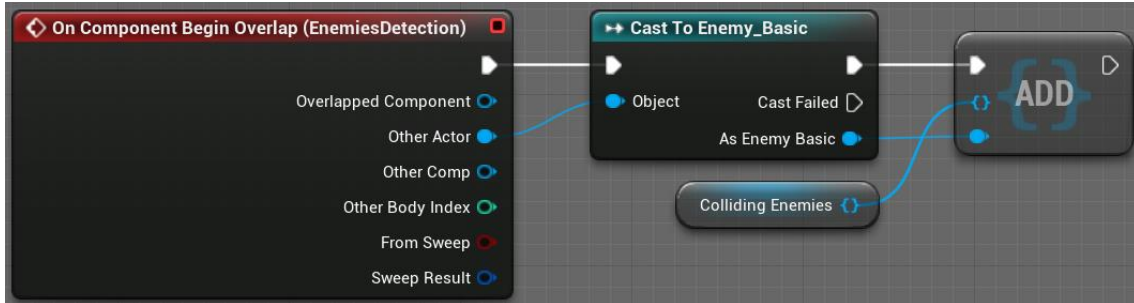 On Component Begin Overlap (EnemiesDetection)
Overlapped Component
Other Actor
Other Comp
Other Body Index
From Sweep
Sweep Result
Cast To Enemy_Basic
Object
Cast Failed
As Enemy Basic
Colliding Enemies {}
{} ADD